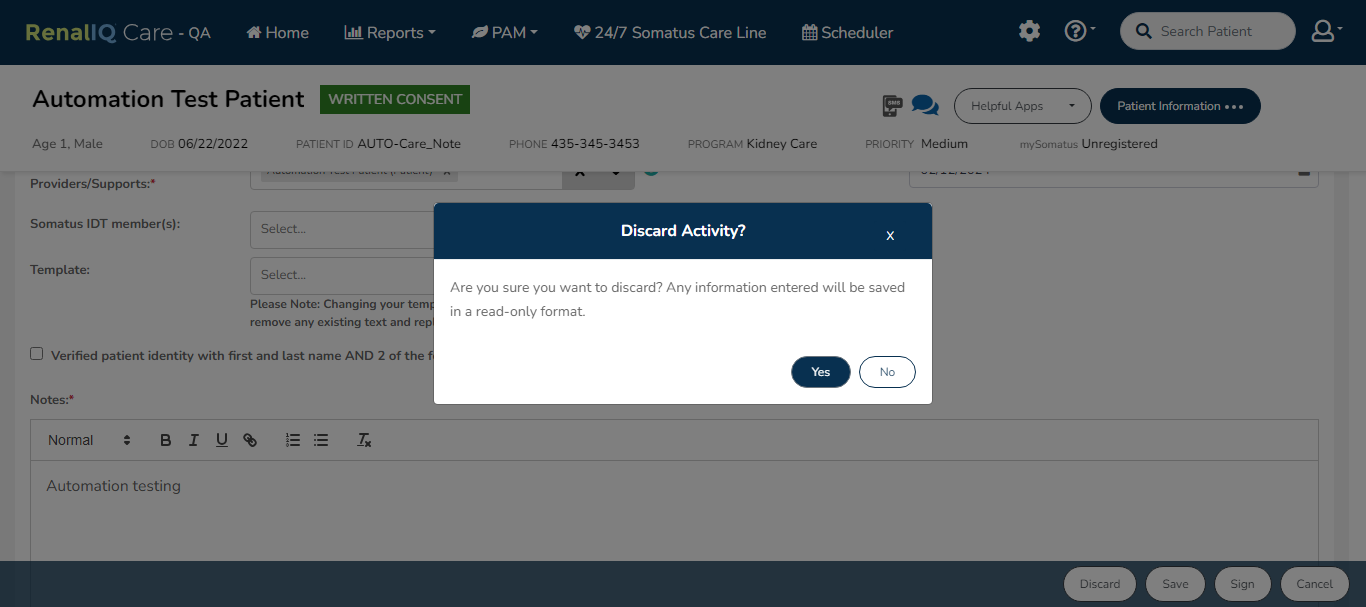 RenalIQ Care - QA Home Reports PAM 24/7 Somatus Care Line Scheduler Search Patient
Automation Test Patient WRITTEN CONSENT SMS Helpful Apps Patient Information
Age 1, Male DOB 06/22/2022 PATIENT ID AUTO-Care_Note PHONE 435-345-3453 PROGRAM Kidney Care PRIORITY Medium mySomatus Unregistered
Providers/Supports:*
Somatus IDT member(s): Select...
Template: Select...
Please Note: Changing your temp
remove any existing text and repl
Verified patient identity with first and last name AND 2 of the f
Discard Activity? X
Are you sure you want to discard? Any information entered will be saved
in a read-only format.
Yes No
Notes:*
Normal B I U
Automation testing
Discard Save Sign Cancel